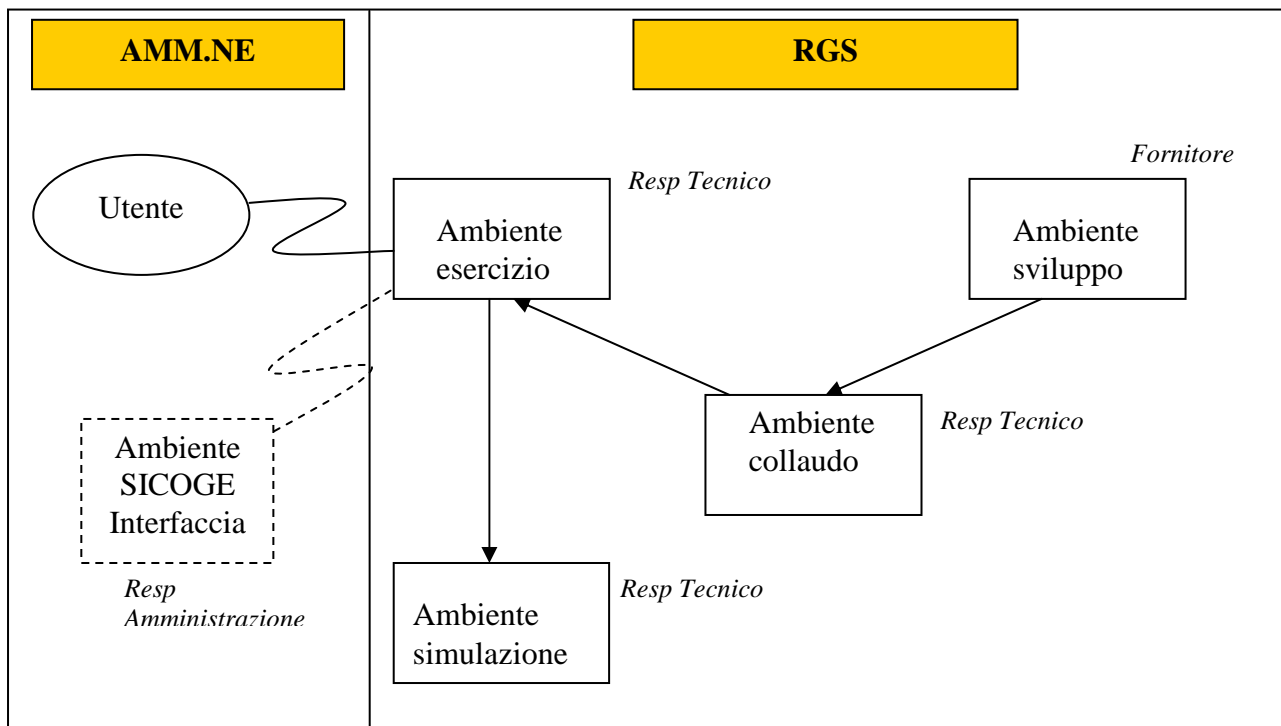 AMM.NE
RGS
Fornitore
Resp Tecnico
Utente
Ambiente
esercizio
Ambiente
sviluppo
Ambiente
collaudo
Resp Tecnico
Ambiente
SICOGE
Interfaccia
Resp
Amministrazione
Resp Tecnico
Ambiente
simulazione